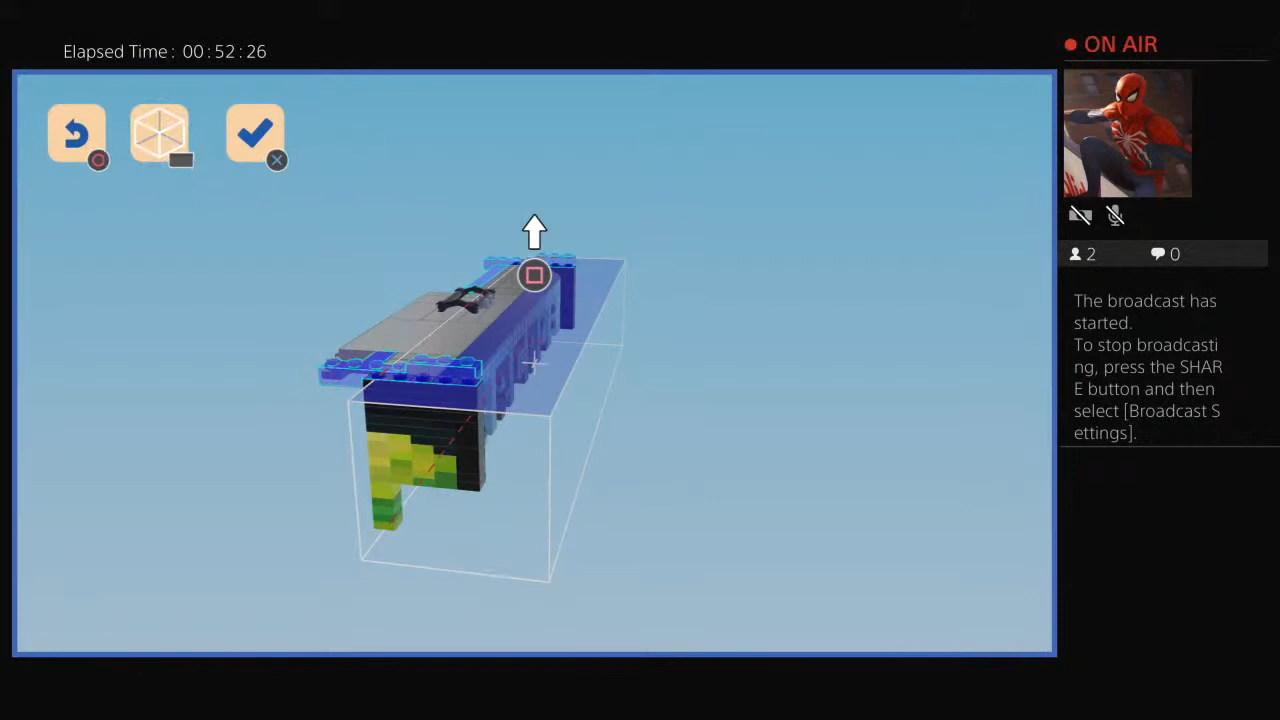 Elapsed Time: 00:52:26
ON AIR
2
0
The broadcast has
started.
To stop broadcasti
ng, press the SHAR
E button and then
select [Broadcast S
ettings].